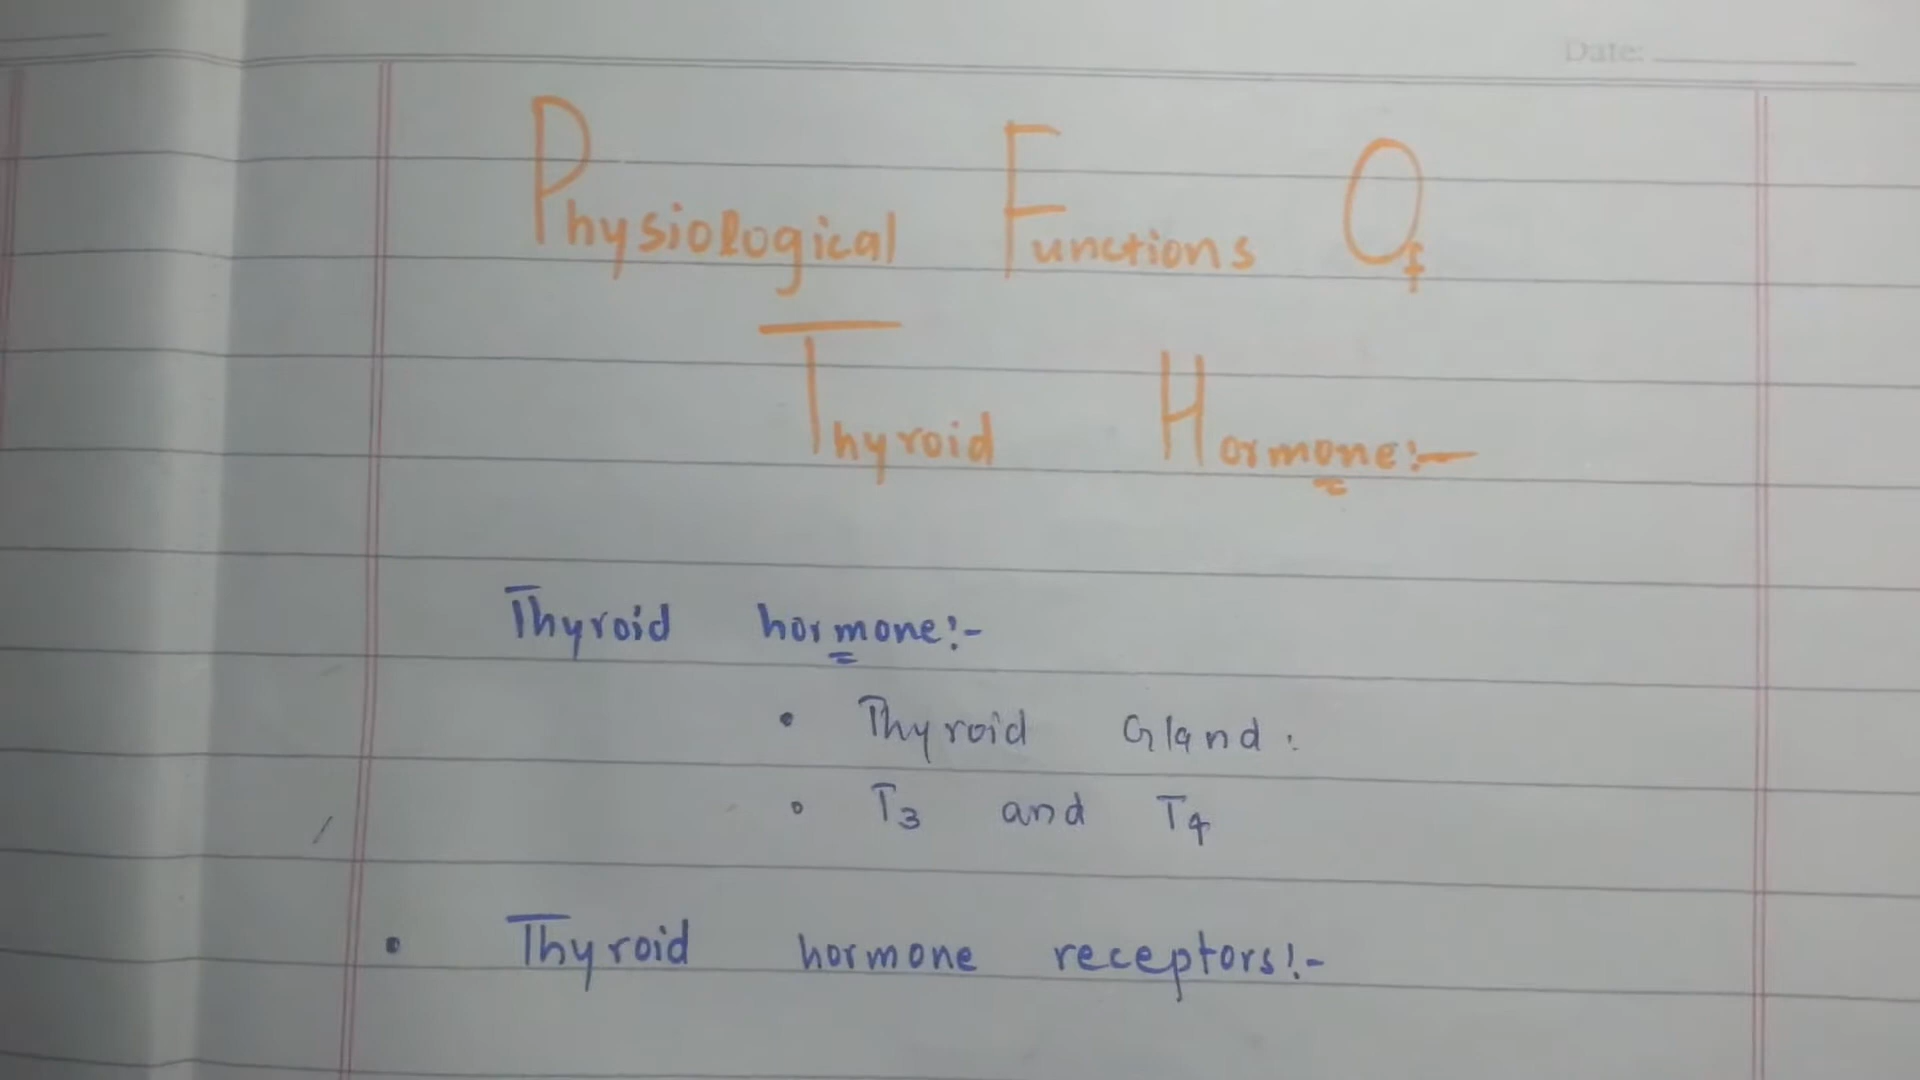 Date:
Physiological Functions Of
Thyroid Hormone:-
Thyroid hormone:-
• Thyroid Gland.
• T3 and T4
• Thyroid hormone receptors:-